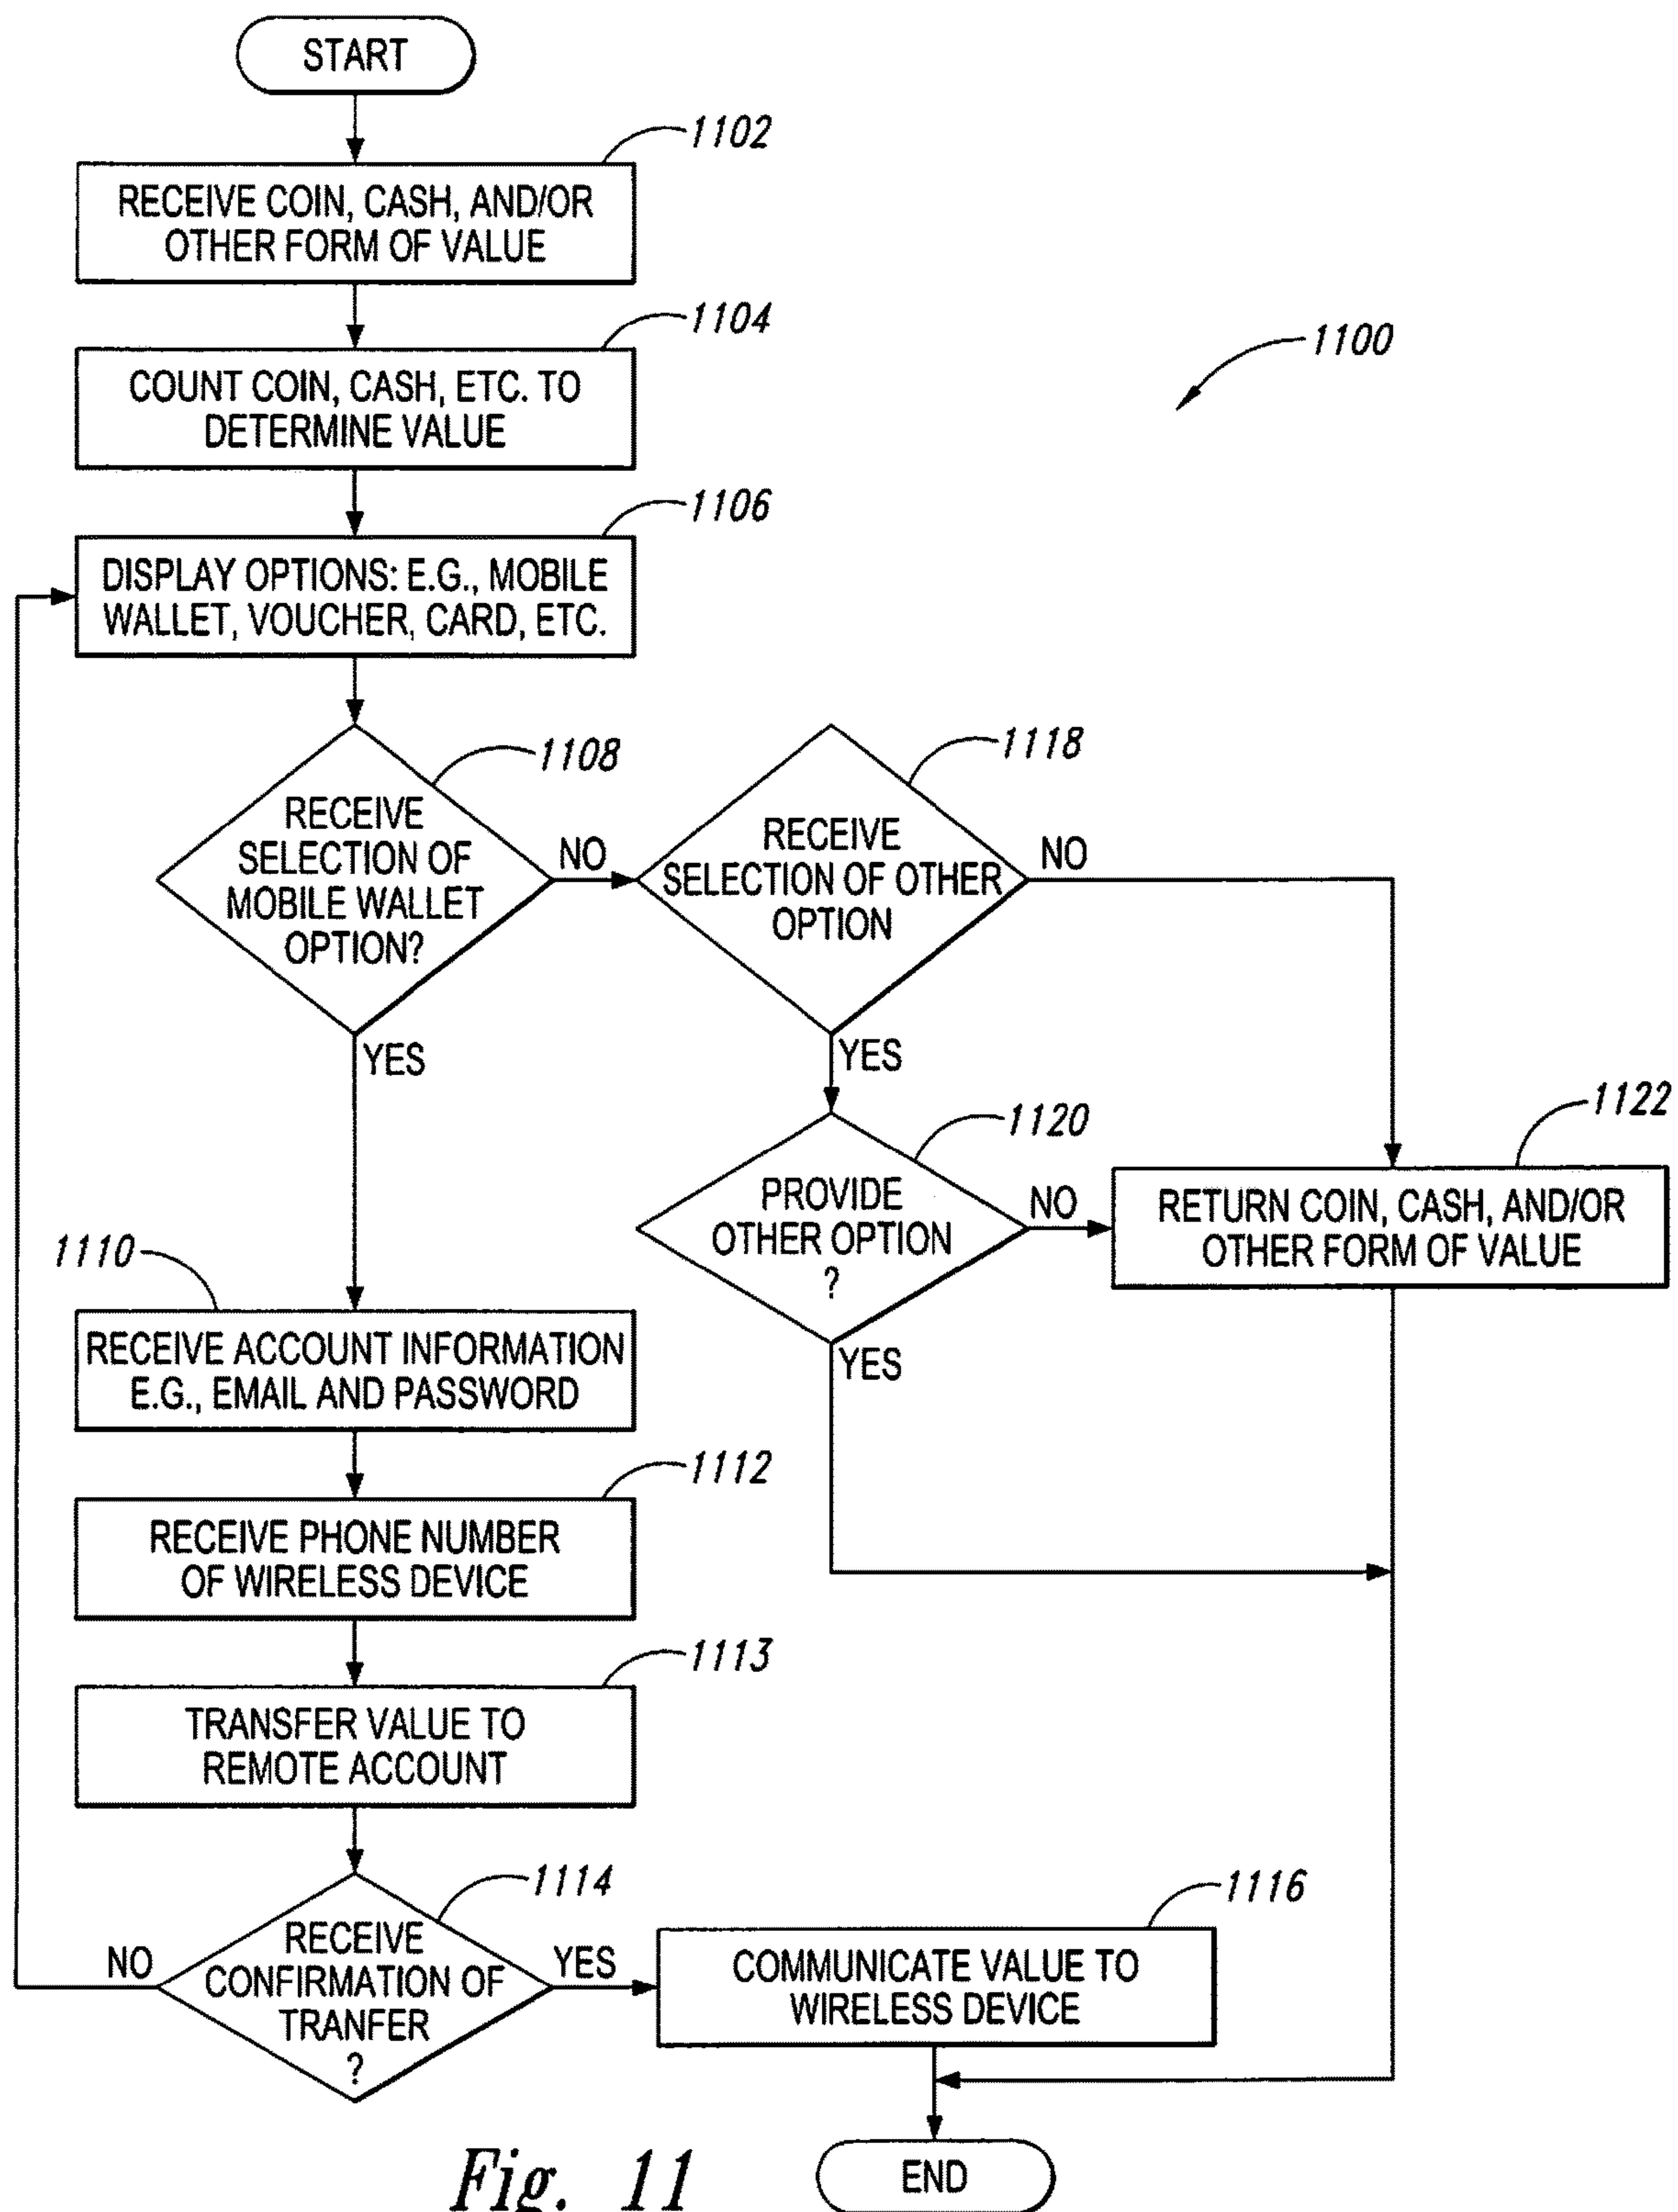 START
1102
RECEIVE COIN, CASH, AND/OR
OTHER FORM OF VALUE
1104
COUNT COIN, CASH, ETC. TO
DETERMINE VALUE
1100
1106
DISPLAY OPTIONS: E.G., MOBILE
WALLET, VOUCHER, CARD, ETC.
1108
RECEIVE
SELECTION OF
MOBILE WALLET
OPTION?
NO
YES
1118
RECEIVE
SELECTION OF OTHER
OPTION
NO
YES
1120
PROVIDE
OTHER OPTION
?
NO
YES
1122
RETURN COIN, CASH, AND/OR
OTHER FORM OF VALUE
1110
RECEIVE ACCOUNT INFORMATION
E.G., EMAIL AND PASSWORD
1112
RECEIVE PHONE NUMBER
OF WIRELESS DEVICE
1113
TRANSFER VALUE TO
REMOTE ACCOUNT
1114
RECEIVE
CONFIRMATION OF
TRANFER
?
NO
YES
1116
COMMUNICATE VALUE TO
WIRELESS DEVICE
END
Fig. 11